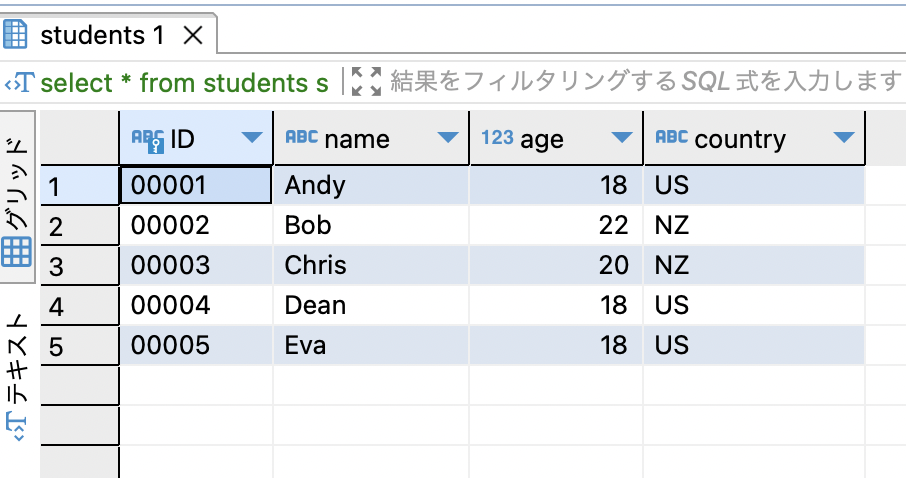 students 1
select * from students s 結果をフィルタリングするSQL 式を入力します
グリッド
テキスト
ABC ID ABC name 123 age ABC country
1 00001 Andy 18 US
2 00002 Bob 22 NZ
3 00003 Chris 20 NZ
4 00004 Dean 18 US
5 00005 Eva 18 US